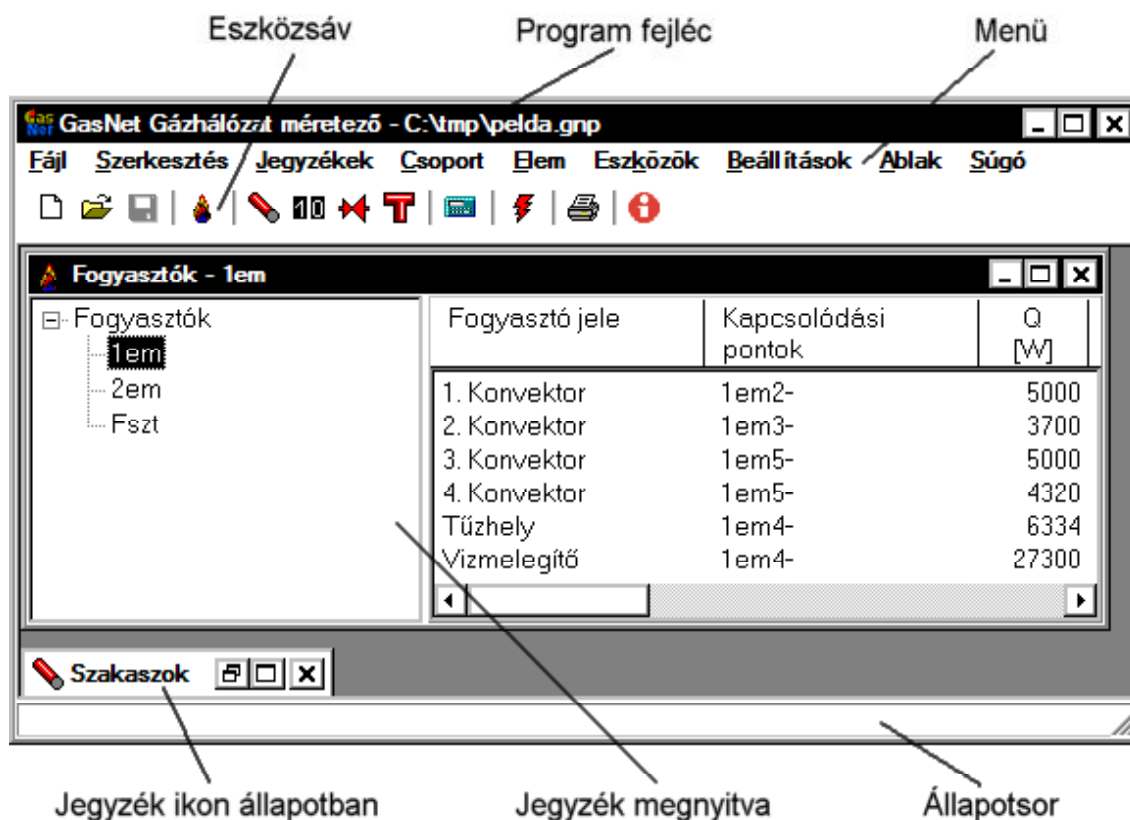 Eszközsáv Program fejléc Menü
Gas Net GasNet Gázhálózat méretező - C:\tmp\pelda.gnp
Fájl Szerkesztés Jegyzékek Csoport Elem Eszközök Beállítások Ablak Súgó
10
Fogyasztók - 1em
Fogyasztók
1em
2em
Fszt
Fogyasztó jele Kapcsolódási pontok Q [W]
1. Konvektor 1em2- 5000
2. Konvektor 1em3- 3700
3. Konvektor 1em5- 5000
4. Konvektor 1em5- 4320
Tűzhely 1em4- 6334
Vizmelegítő 1em4- 27300
Szakaszok
Jegyzék ikon állapotban Jegyzék megnyitva Állapotsor